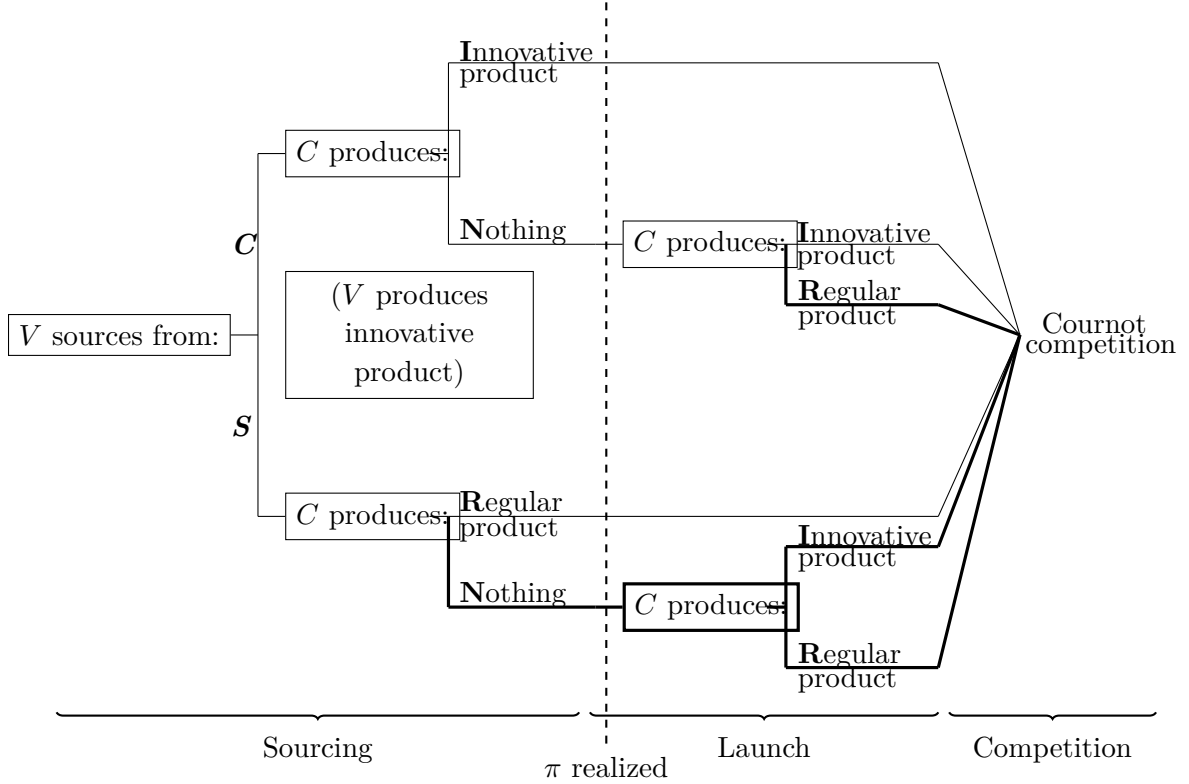 Innovative
product
C produces:
C
Nothing
C produces:
Innovative
product
Regular
product
(V produces
innovative
product)
V sources from:
Cournot
competition
S
C produces:
Regular
product
Innovative
product
Nothing
C produces:
Regular
product
Sourcing
Launch
Competition
π realized